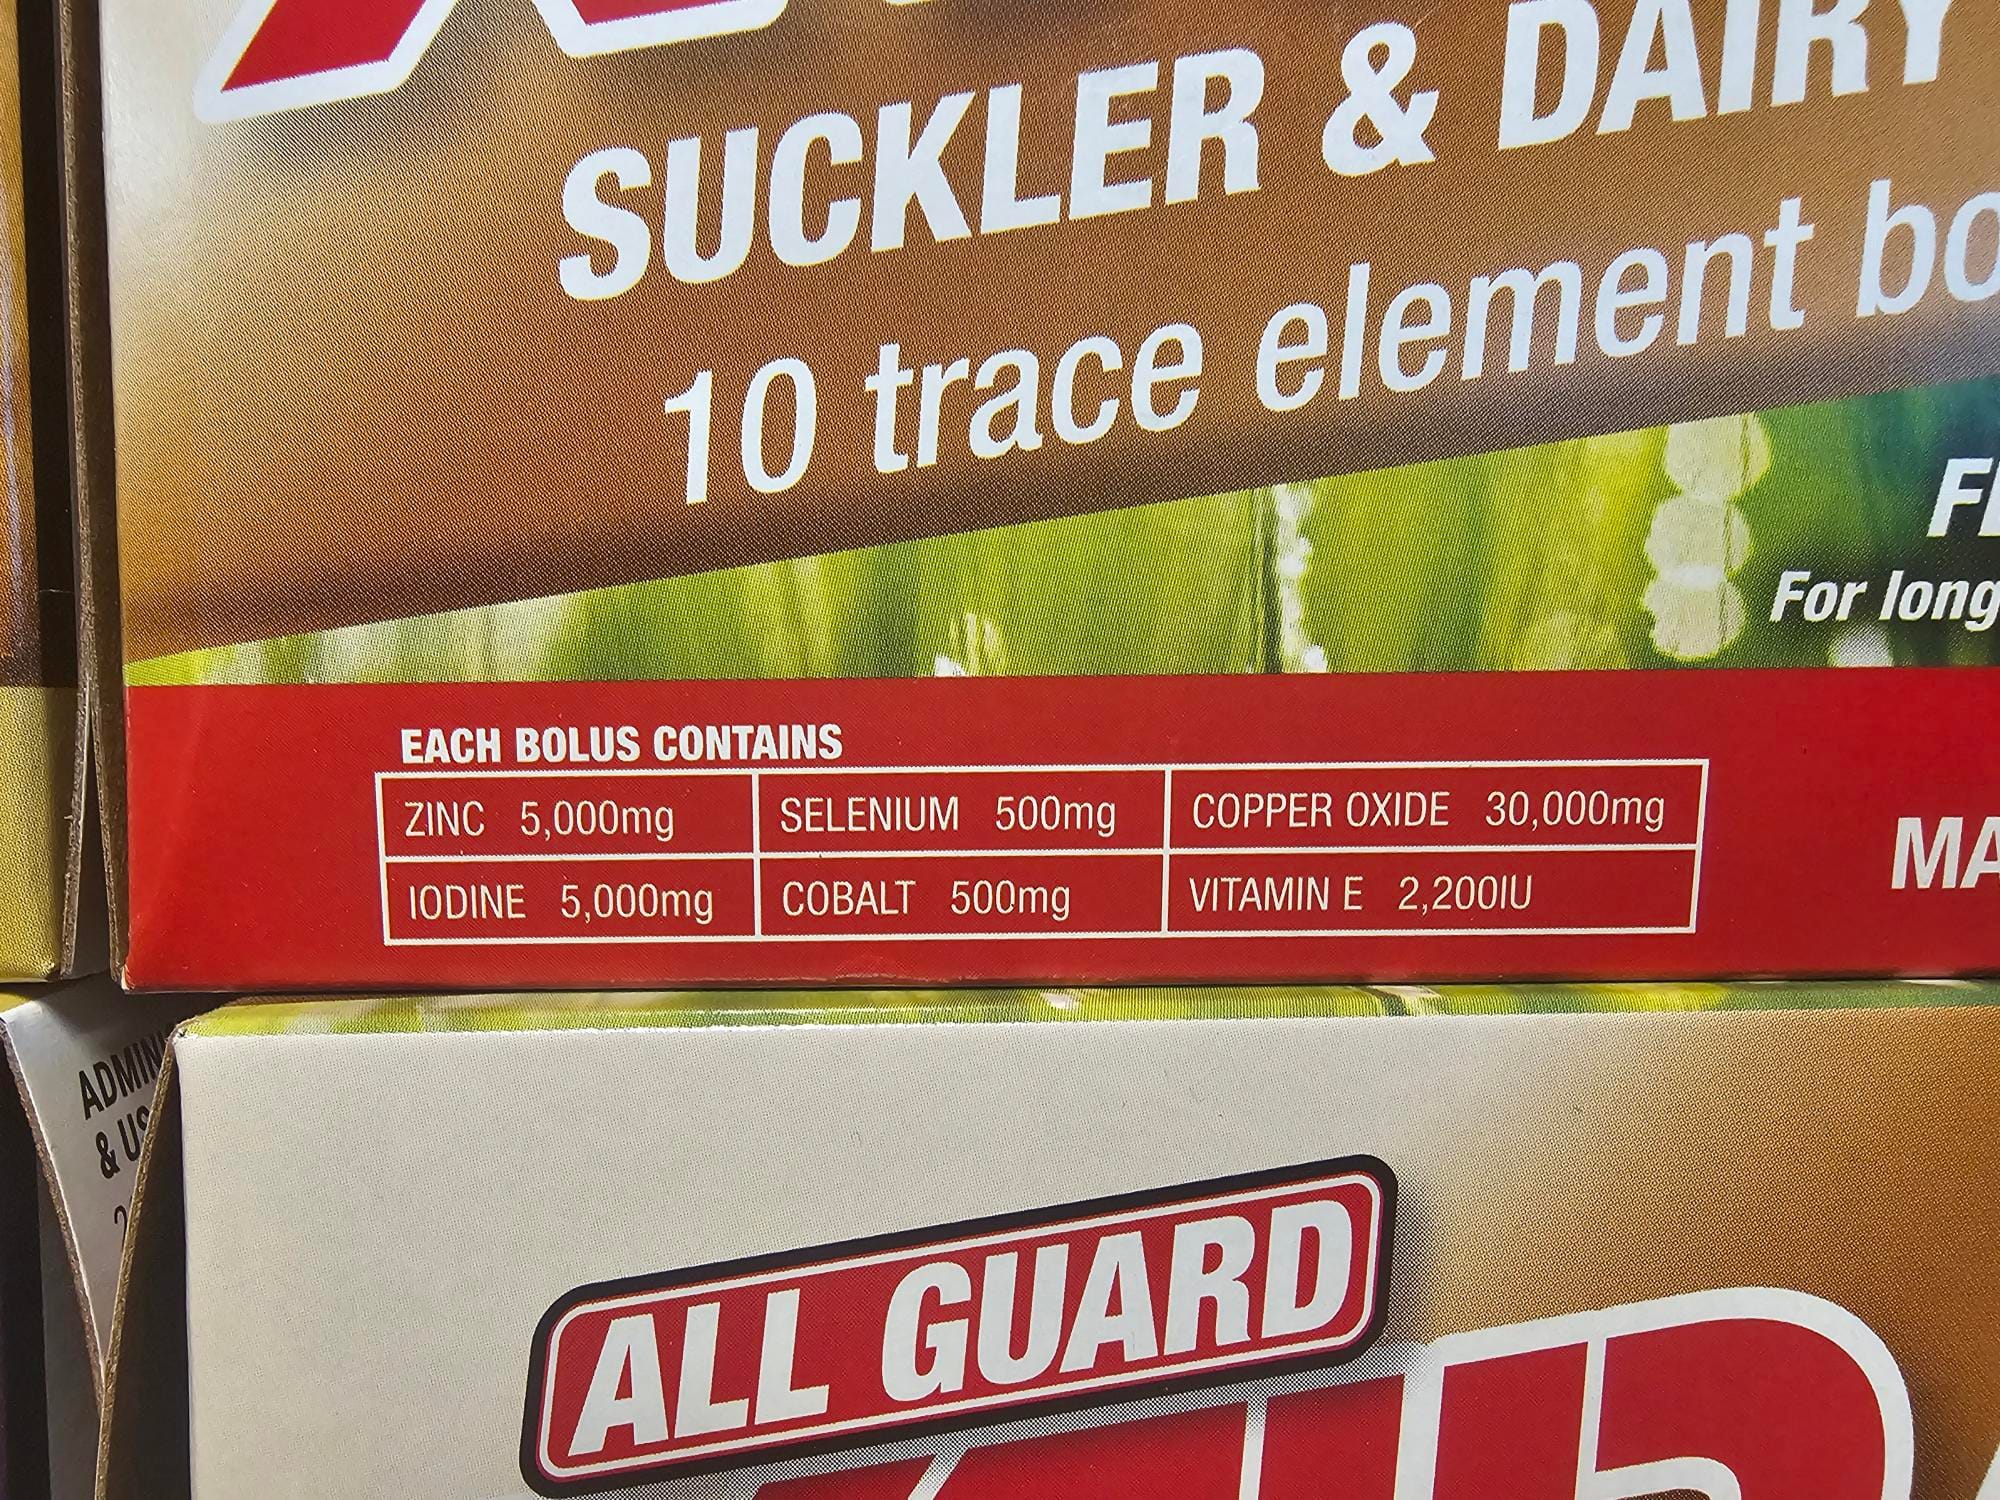 SUCKLER & DAIRY
10 trace element
For long
EACH BOLUS CONTAINS
ZINC 5,000mg SELENIUM 500mg COPPER OXIDE 30,000mg
IODINE 5,000mg COBALT 500mg VITAMIN E 2,200IU
ALL GUARD